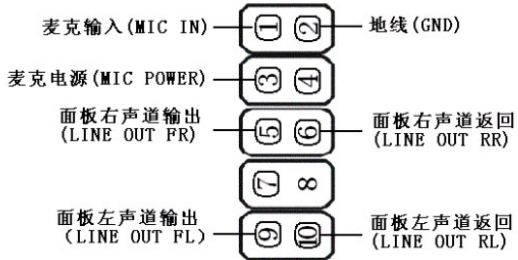 麦克输入(MIC IN)
1 2
地线(GND)
麦克电源(MIC POWER)
3 4
面板右声道输出
(LINE OUT FR)
5 6
面板右声道返回
(LINE OUT RR)
7 8
面板左声道输出
(LINE OUT FL)
9 10
面板左声道返回
(LINE OUT RL)